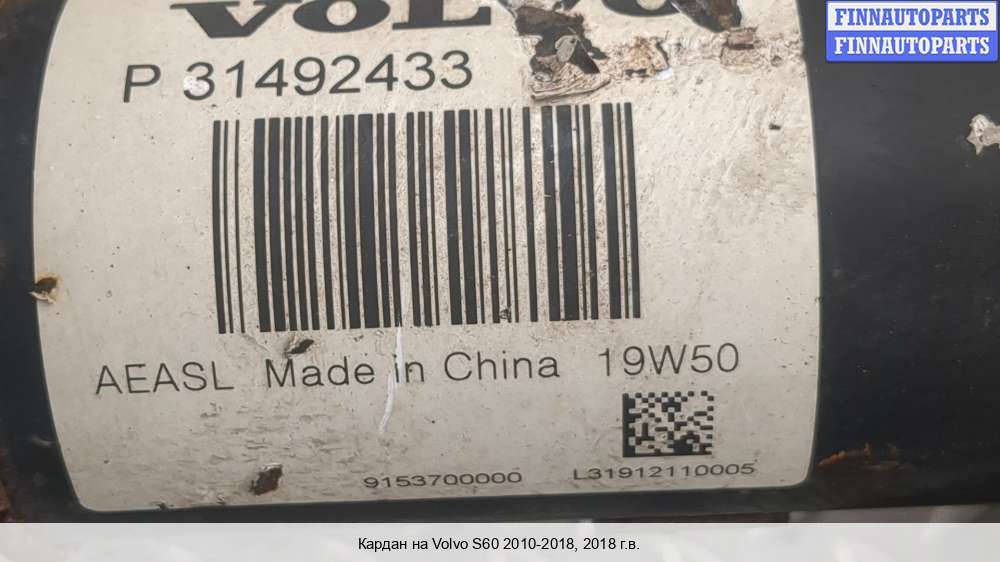 VOLVO
FINNAUTOPARTS
FINNAUTOPARTS
P 31492433
AEASL Made in China 19W50
9153700000 L31912110005
Кардан на Volvo S60 2010-2018, 2018 г.в.